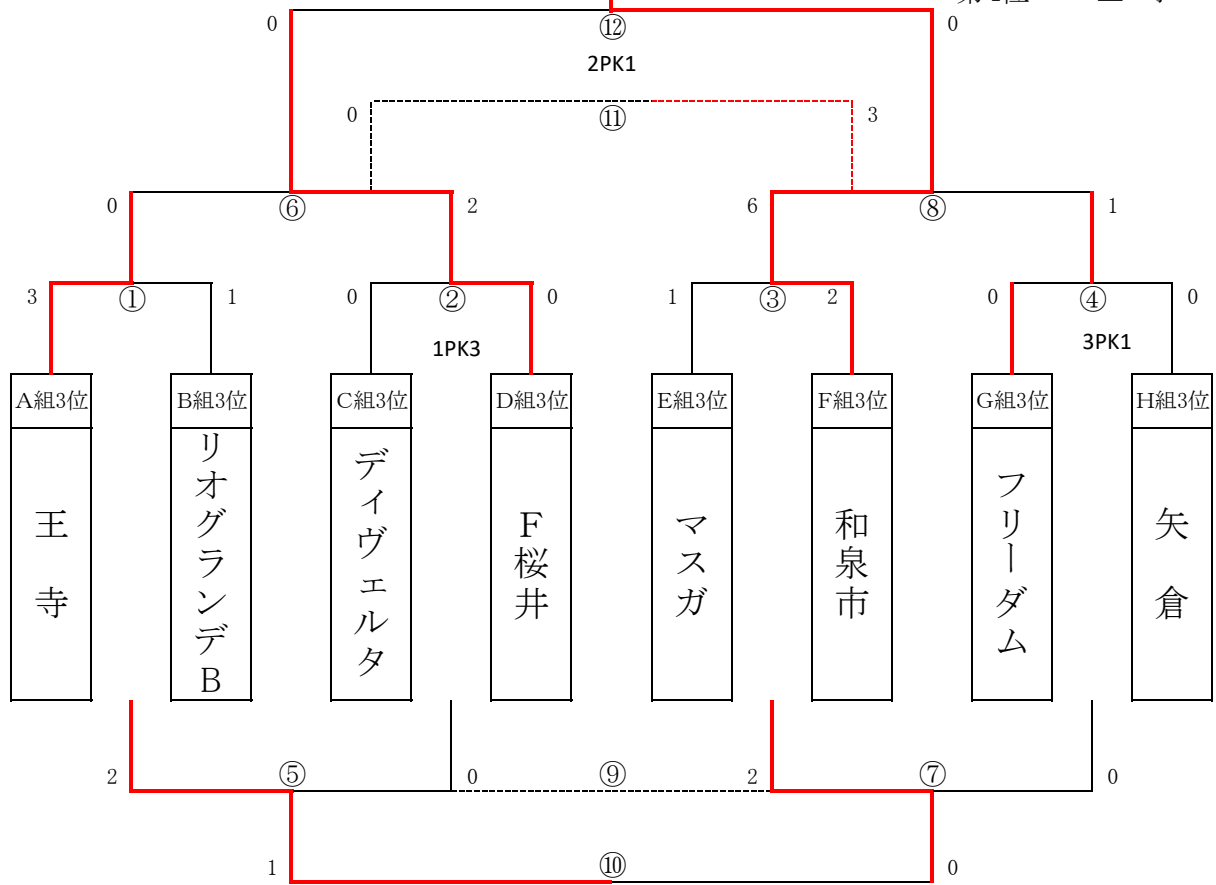 0 ⑫ 0
2PK1
0 ⑪ 3
0 ⑥ 2 6 ⑧ 1
3 ① 1 0 ② 0 1 ③ 2 0 ④ 0
1PK3 3PK1
A組3位 B組3位 C組3位 D組3位 E組3位 F組3位 G組3位 H組3位
王寺
リオグランデB
ディヴェルタ
F桜井
マスガ
和泉市
フリーダム
矢倉
2 ⑤ 0 ⑨ 2 ⑦ 0
1 ⑩ 0